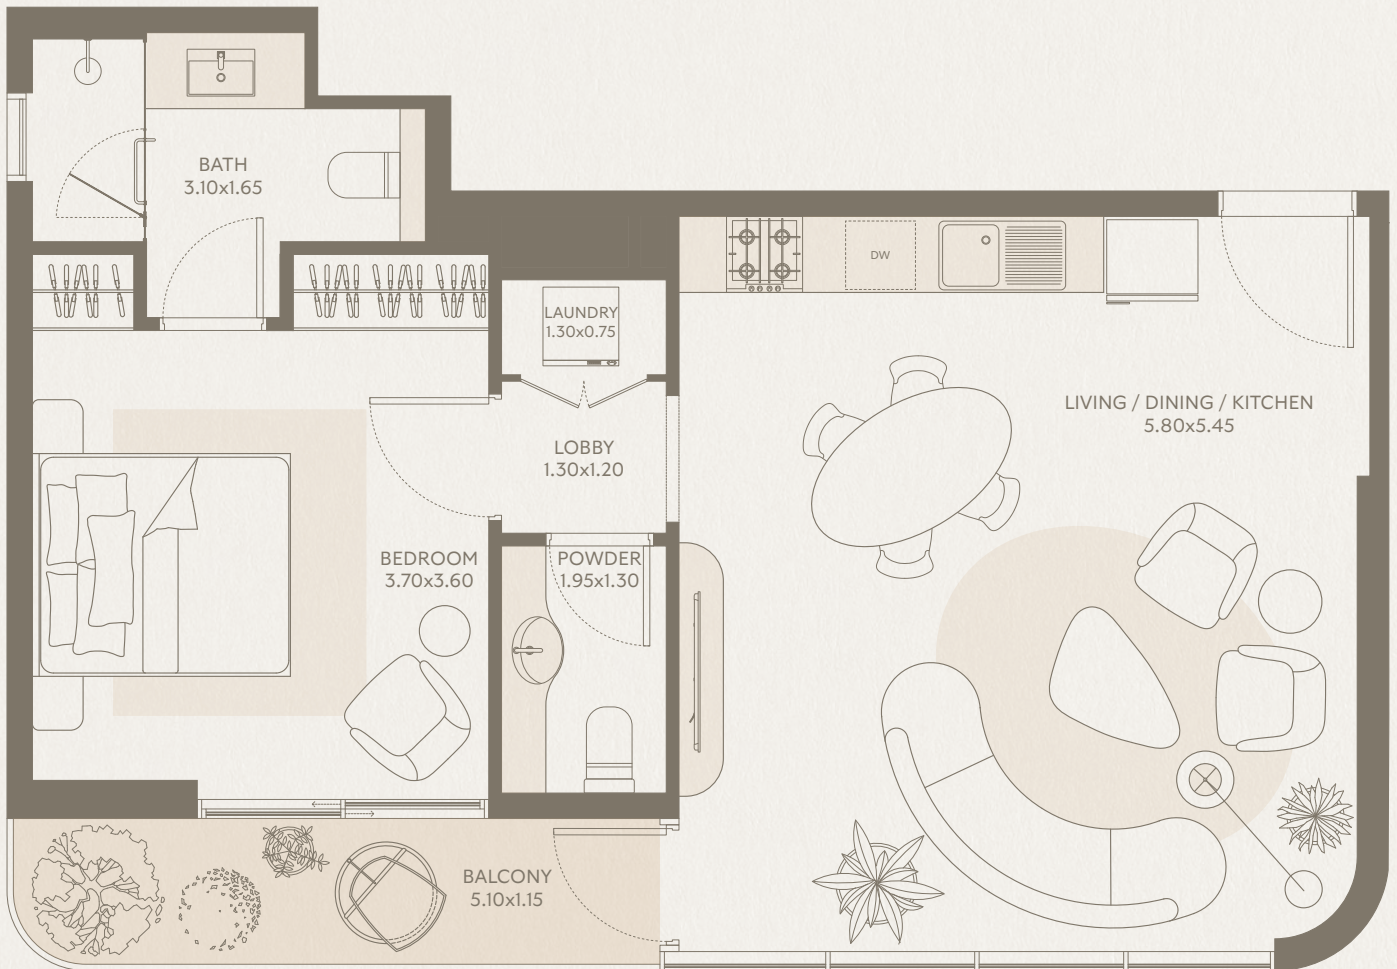 BATH
3.10x1.65
DW
LAUNDRY
1.30x0.75
LIVING / DINING / KITCHEN
5.80x5.45
LOBBY
1.30x1.20
BEDROOM
3.70x3.60
POWDER
1.95x1.30
BALCONY
5.10x1.15